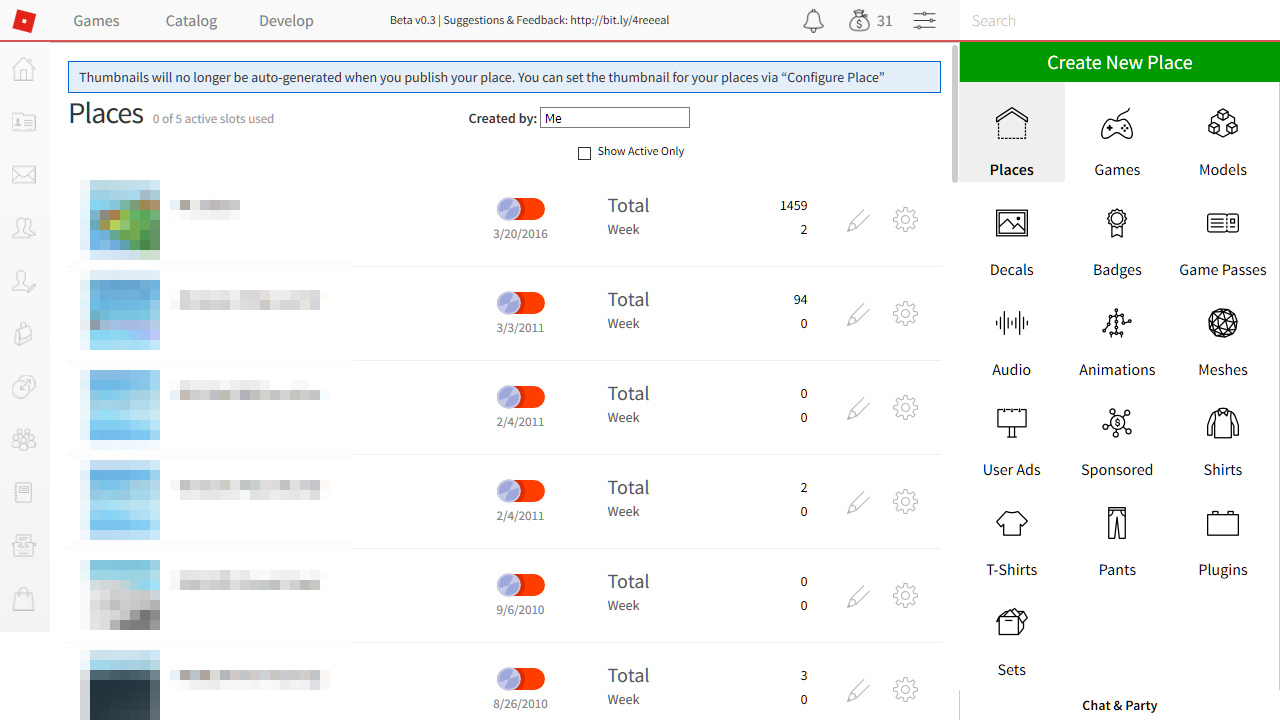 Games Catalog Develop Beta v0.3 | Suggestions & Feedback: http://bit.ly/4reeeal 31 Search
Create New Place
Thumbnails will no longer be auto-generated when you publish your place. You can set the thumbnail for your places via “Configure Place”
Places 0 of 5 active slots used Created by: Me
Show Active Only
Total 1459
3/20/2016 Week 2
Total 94
3/3/2011 Week 0
Total 0
2/4/2011 Week 0
Total 2
2/4/2011 Week 0
Total 0
9/6/2010 Week 0
Total 3
8/26/2010 Week 0
Places Games Models
Decals Badges Game Passes
Audio Animations Meshes
User Ads Sponsored Shirts
T-Shirts Pants Plugins
Sets
Chat & Party